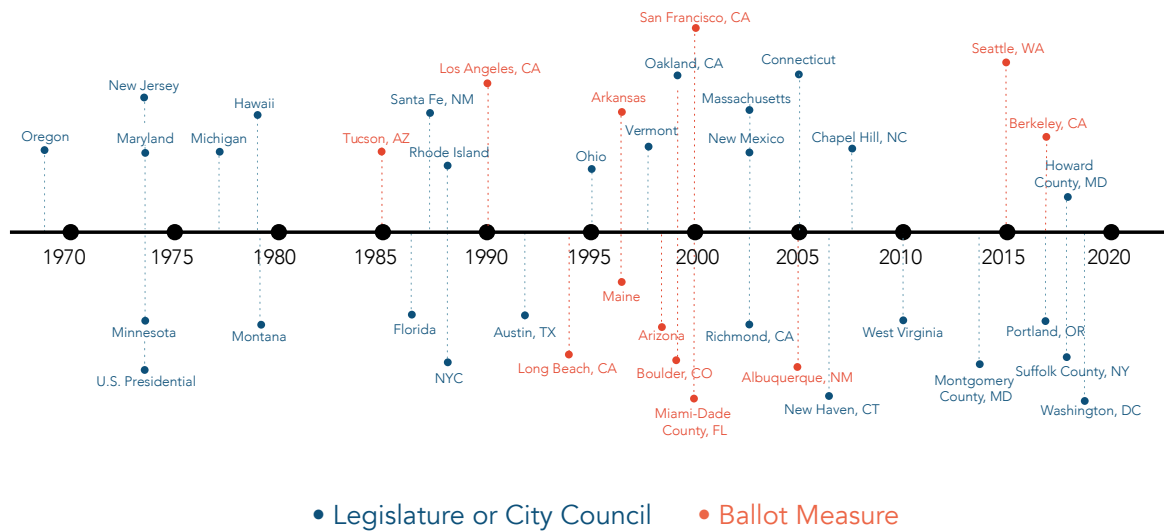 San Francisco, CA
Seattle, WA
Connecticut
Oakland, CA
Los Angeles, CA
New Jersey
Hawaii
Santa Fe, NM
Arkansas
Massachusetts
Berkeley, CA
Oregon
Maryland
Michigan
Tucson, AZ
Vermont
New Mexico
Chapel Hill, NC
Rhode Island
Ohio
Howard
County, MD
1970
1975
1980
1985
1990
1995
2000
2005
2010
2015
2020
Maine
Minnesota
Montana
Florida
Austin, TX
Arizona
Richmond, CA
West Virginia
Portland, OR
U.S. Presidential
NYC
Long Beach, CA
Boulder, CO
Albuquerque, NM
Montgomery
County, MD
Suffolk County, NY
Miami-Dade
County, FL
New Haven, CT
Washington, DC
Legislature or City Council
Ballot Measure